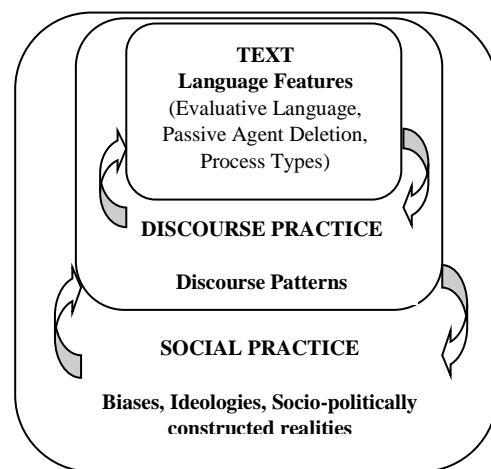 TEXT
Language Features
(Evaluative Language,
Passive Agent Deletion,
Process Types)
DISCOURSE PRACTICE
Discourse Patterns
SOCIAL PRACTICE
Biases, Ideologies, Socio-politically
constructed realities